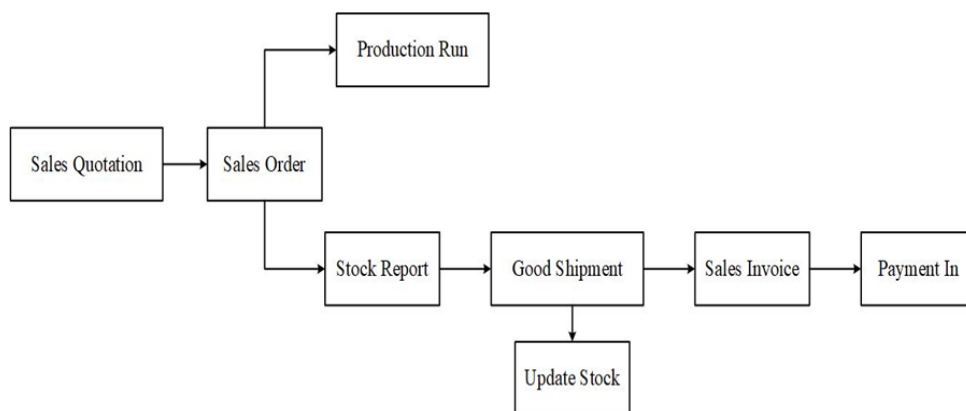 Production Run
Sales Quotation
Sales Order
Stock Report
Good Shipment
Sales Invoice
Payment In
Update Stock